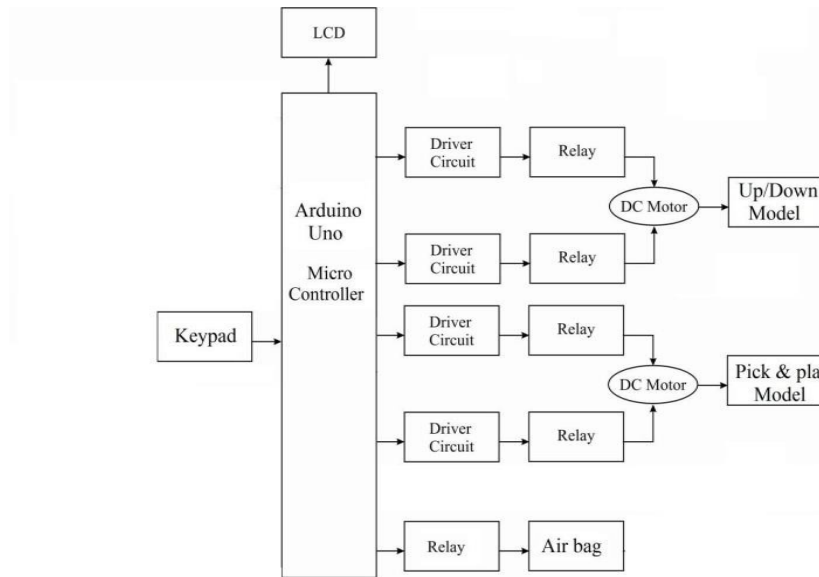 LCD
Driver
Circuit
Relay
Arduino
Uno
Micro
Controller
DC Motor
Up/Down
Model
Driver
Circuit
Relay
Keypad
Driver
Circuit
Relay
DC Motor
Pick & pla
Model
Driver
Circuit
Relay
Relay
Air bag